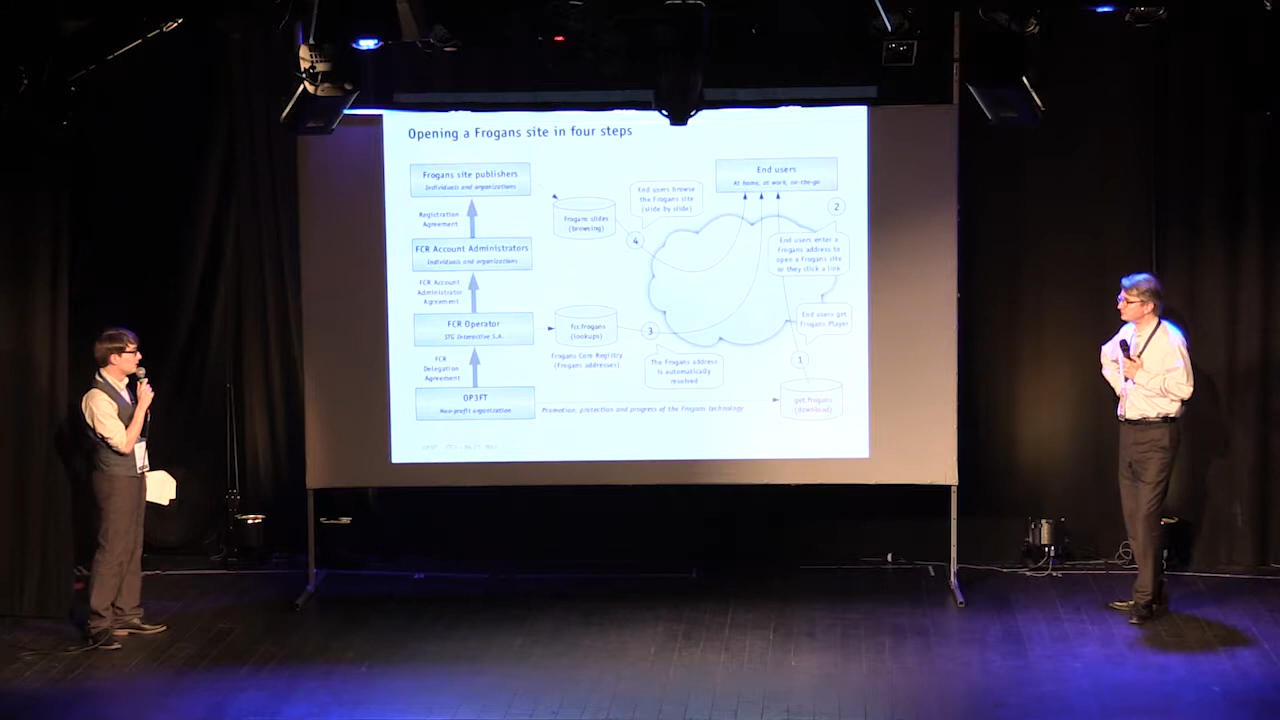 Opening a Frogans site in four steps
Frogans site publishers
Individuals and organizations
Registration
Agreement
FCR Account Administrators
Individuals and organizations
FCR Account
Administrator
Agreement
FCR Operator
STG Interactive S.A.
FCR
Delegation
Agreement
OP3FT
Non-profit organization
Frogans slides
(browsing)
End users browse
the Frogans site
(slide by slide)
4
End users
At home, at work, on-the-go
2
End users enter a
Frogans address to
open a Frogans site
or they click a link
fcr.frogans
(lookups)
Frogans Core Registry
(Frogans addresses)
3
The Frogans address
is automatically
resolved
End users get
Frogans Player
1
get.frogans
(download)
Promotion, protection and progress of the Frogans technology